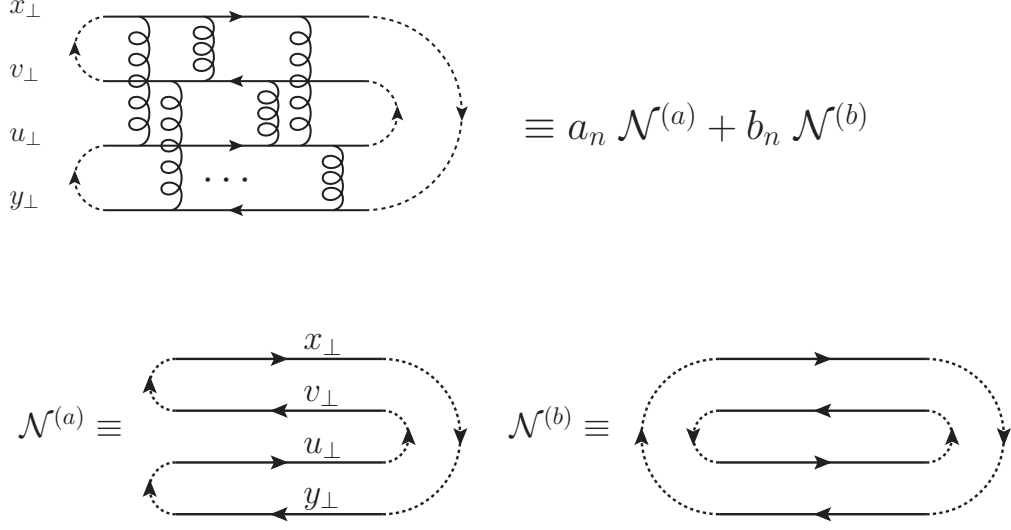 x⊥
v⊥
u⊥
y⊥
· · ·
≡ aₙ 𝒩⁽ᵃ⁾ + bₙ 𝒩⁽ᵇ⁾
𝒩⁽ᵃ⁾ ≡
x⊥
v⊥
u⊥
y⊥
𝒩⁽ᵇ⁾ ≡